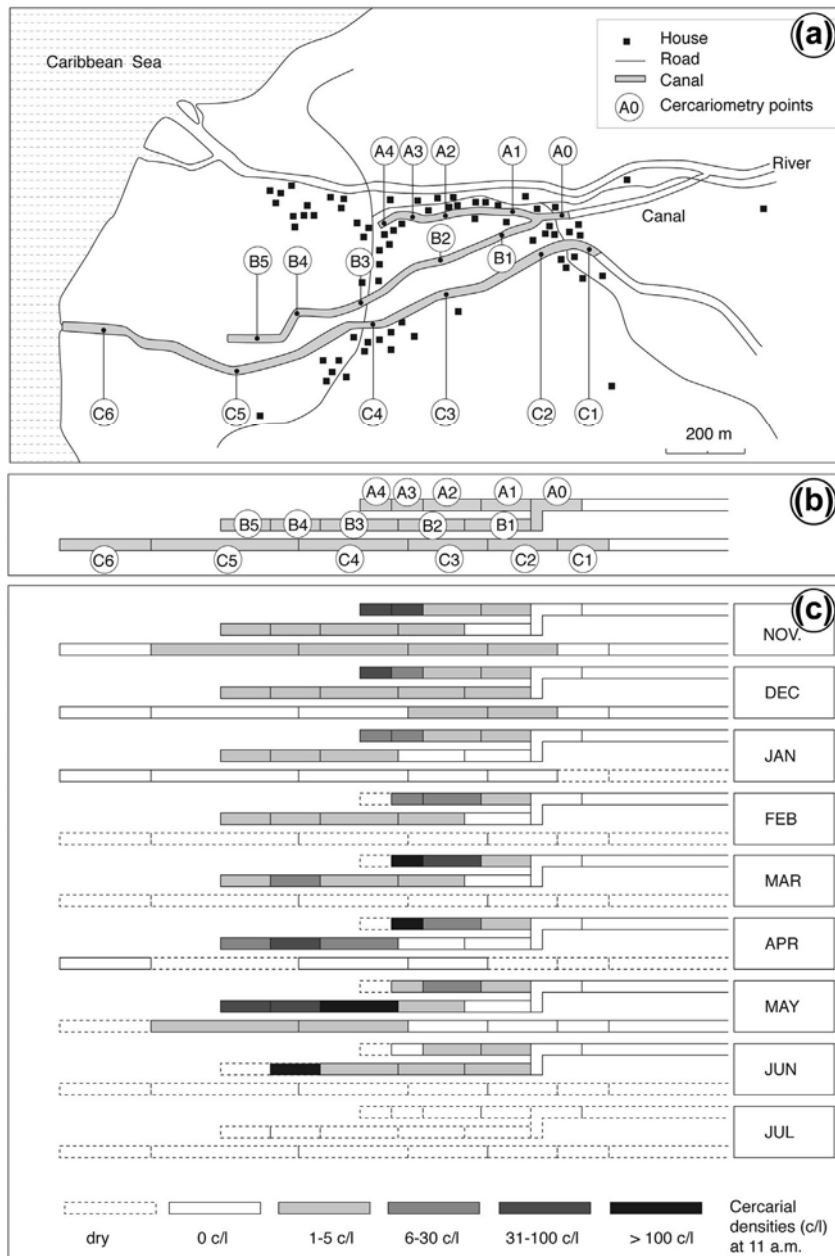 (a)
Caribbean Sea
House
Road
Canal
A0 Cercariometry points
A4 A3 A2 A1 A0
River
Canal
B5 B4 B3 B2 B1
C6 C5 C4 C3 C2 C1
200 m
(b)
A4 A3 A2 A1 A0
B5 B4 B3 B2 B1
C6 C5 C4 C3 C2 C1
(c)
NOV.
DEC
JAN
FEB
MAR
APR
MAY
JUN
JUL
dry 0 c/l 1-5 c/l 6-30 c/l 31-100 c/l > 100 c/l
Cercarial
densities (c/l)
at 11 a.m.